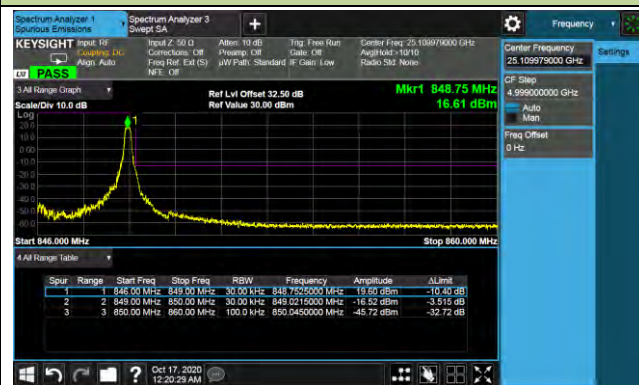 Spectrum Analyzer 1
Spurious Emissions
Spectrum Analyzer 3
Swept SA
+
Frequency
KEYSIGHT
Input: RF
Coupling: DC
Align: Auto
Input Z: 50 Ω
Corrections: Off
Freq Ref: Ext (S)
NFE: Off
Atten: 10 dB
Preamp: Off
µW Path: Standard
Trig: Free Run
Gate: Off
IF Gain: Low
Center Freq: 25.109979000 GHz
Avg|Hold:>10/10
Radio Std: None
PASS
3 All Range Graph
Scale/Div 10.0 dB
Ref Lvl Offset 32.50 dB
Ref Value 30.00 dBm
Mkr1 848.75 MHz
16.61 dBm
Log
20.0
10.0
0.00
-10.0
-20.0
-30.0
-40.0
-50.0
-60.0
1
Start 846.000 MHz
Stop 860.000 MHz
4 All Range Table
Spur Range Start Freq Stop Freq RBW Frequency Amplitude ΔLimit
1 1 846.00 MHz 849.00 MHz 30.00 kHz 848.7525000 MHz 19.60 dBm -10.40 dB
2 2 849.00 MHz 850.00 MHz 30.00 kHz 849.0215000 MHz -16.52 dBm -3.515 dB
3 3 850.00 MHz 860.00 MHz 100.0 kHz 850.0450000 MHz -45.72 dBm -32.72 dB
Center Frequency
25.109979000 GHz
Settings
CF Step
4.999000000 GHz
Auto
Man
Freq Offset
0 Hz
?
Oct 17, 2020
12:20:29 AM